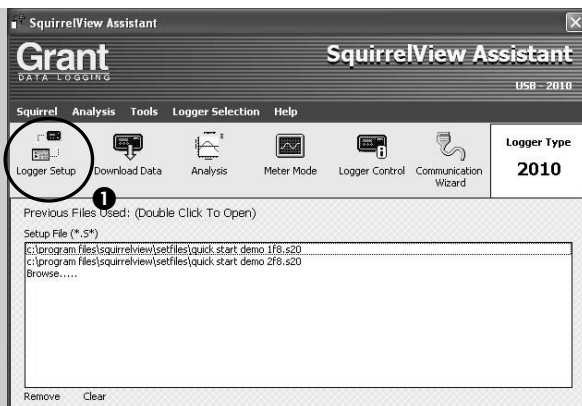 SquirrelView Assistant
Grant
DATA LOGGING
SquirrelView Assistant
USB - 2010
Squirrel Analysis Tools Logger Selection Help
Logger Setup
Download Data
Analysis
Meter Mode
Logger Control
Communication
Wizard
Logger Type
2010
1
Previous Files Used: (Double Click To Open)
Setup File (*.S*)
c:\program files\squirrelview\setfiles\quick start demo 1f8.s20
c:\program files\squirrelview\setfiles\quick start demo 2f8.s20
Browse.....
Remove Clear